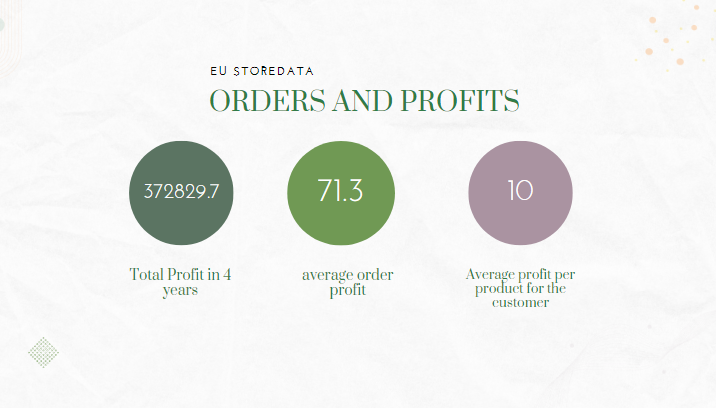 EU STOREDATA
ORDERS AND PROFITS
372829.7
71.3
10
Total Profit in 4
years
average order
profit
Average profit per
product for the
customer